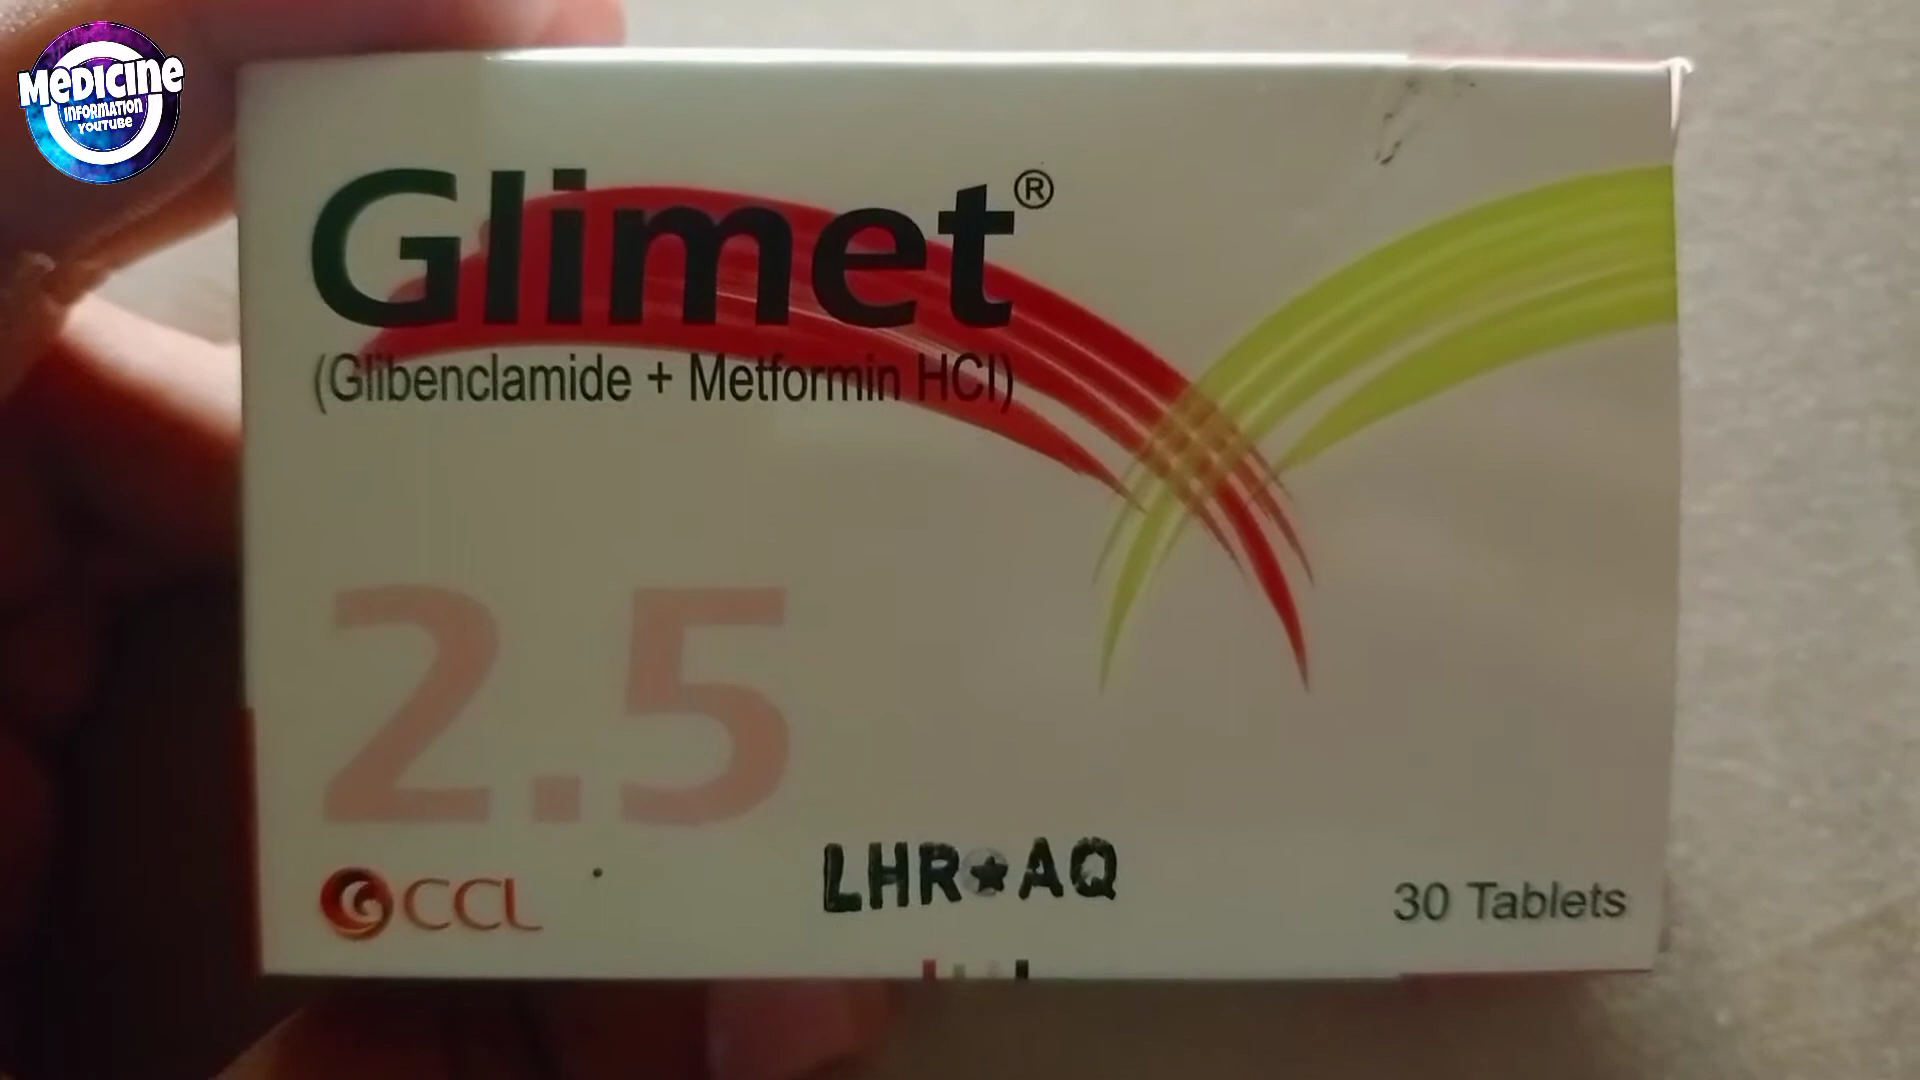 MEDICINE
INFORMATION
YOUTUBE
Glimet®
(Glibenclamide + Metformin HCl)
2.5
CCL
LHR★AQ
30 Tablets